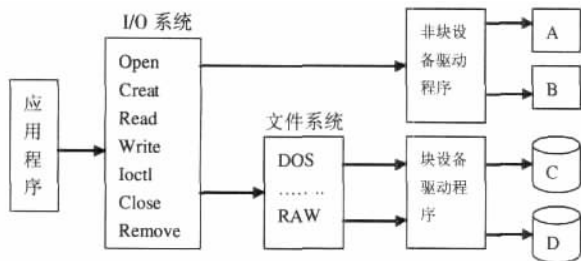 I/O 系统
应
用
程
序
Open
Creat
Read
Write
Ioctl
Close
Remove
文件系统
DOS
.... ..
RAW
非块设
备驱动
程序
块设备
驱动程
序
A
B
C
D